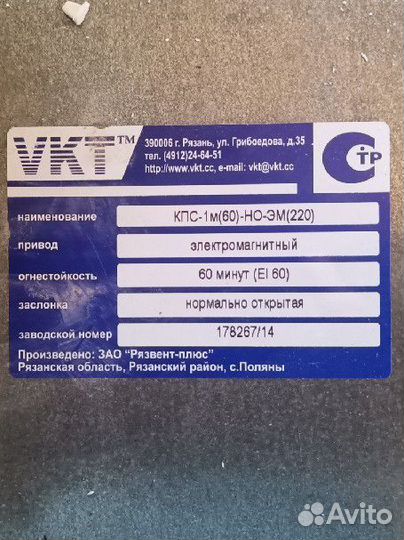 VKT™
390006 г. Рязань, ул. Грибоедова, д.35
тел. (4912)24-64-51
http://www.vkt.cc, e-mail: vkt@vkt.cc
СТР
наименование КПС-1м(60)-НО-ЭМ(220)
привод электромагнитный
огнестойкость 60 минут (EI 60)
заслонка нормально открытая
заводской номер 178267/14
Произведено: ЗАО "Рязвент-плюс"
Рязанская область, Рязанский район, с.Поляны
Avito